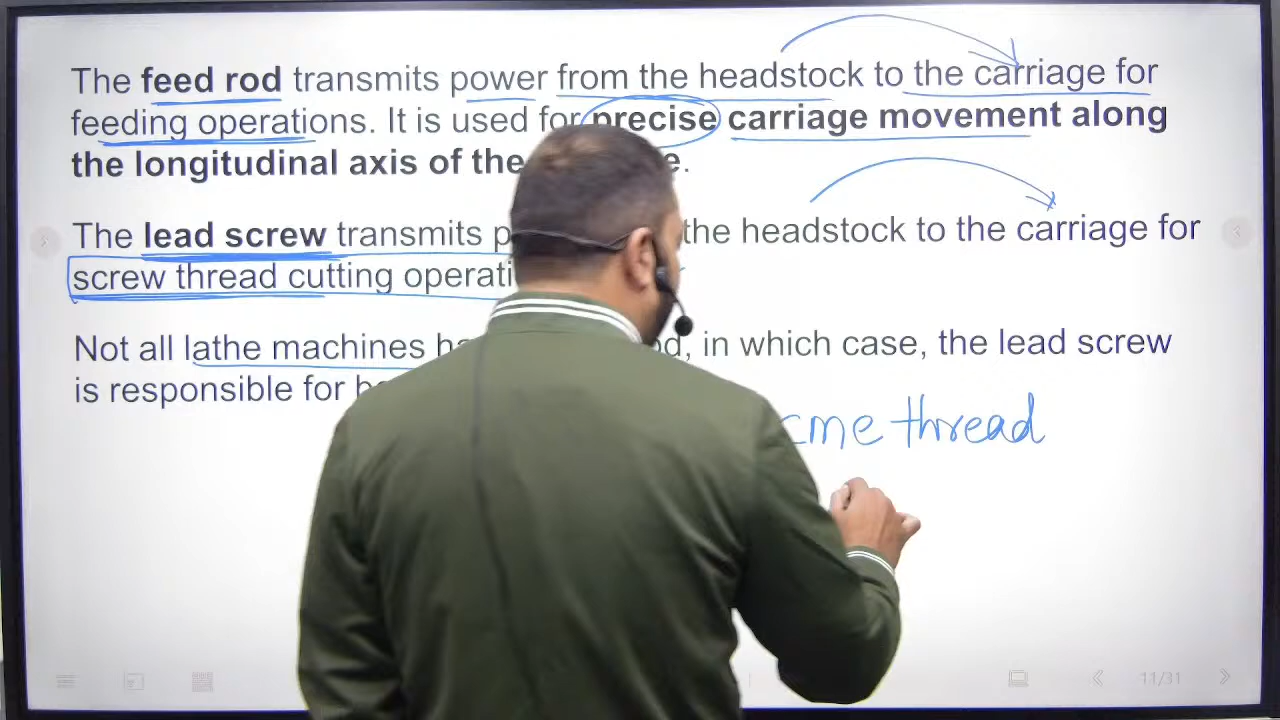 The feed rod transmits power from the headstock to the carriage for
feeding operations. It is used for precise carriage movement along
the longitudinal axis of the
The lead screw transmits the headstock to the carriage for
screw thread cutting
Not all lathe machines in which case, the lead screw
is responsible for
thread
11/31